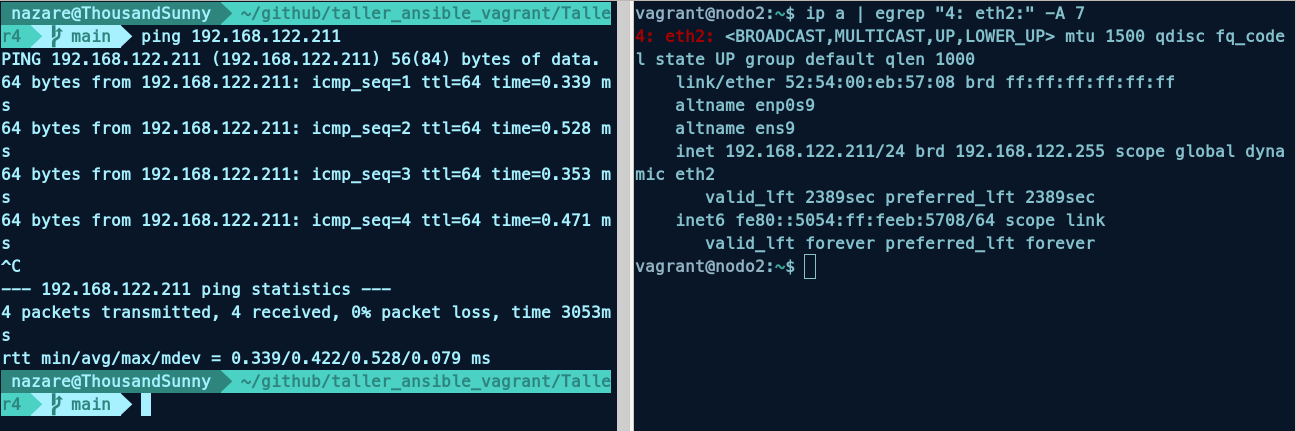 nazare@ThousandSunny ~/github/taller_ansible_vagrant/Talle
r4 main ping 192.168.122.211
PING 192.168.122.211 (192.168.122.211) 56(84) bytes of data.
64 bytes from 192.168.122.211: icmp_seq=1 ttl=64 time=0.339 m
s
64 bytes from 192.168.122.211: icmp_seq=2 ttl=64 time=0.528 m
s
64 bytes from 192.168.122.211: icmp_seq=3 ttl=64 time=0.353 m
s
64 bytes from 192.168.122.211: icmp_seq=4 ttl=64 time=0.471 m
s
^C
--- 192.168.122.211 ping statistics ---
4 packets transmitted, 4 received, 0% packet loss, time 3053m
s
rtt min/avg/max/mdev = 0.339/0.422/0.528/0.079 ms
nazare@ThousandSunny ~/github/taller_ansible_vagrant/Talle
r4 main
vagrant@nodo2:~$ ip a | egrep "4: eth2:" -A 7
4: eth2: <BROADCAST,MULTICAST,UP,LOWER_UP> mtu 1500 qdisc fq_code
l state UP group default qlen 1000
link/ether 52:54:00:eb:57:08 brd ff:ff:ff:ff:ff:ff
altname enp0s9
altname ens9
inet 192.168.122.211/24 brd 192.168.122.255 scope global dyna
mic eth2
valid_lft 2389sec preferred_lft 2389sec
inet6 fe80::5054:ff:feeb:5708/64 scope link
valid_lft forever preferred_lft forever
vagrant@nodo2:~$